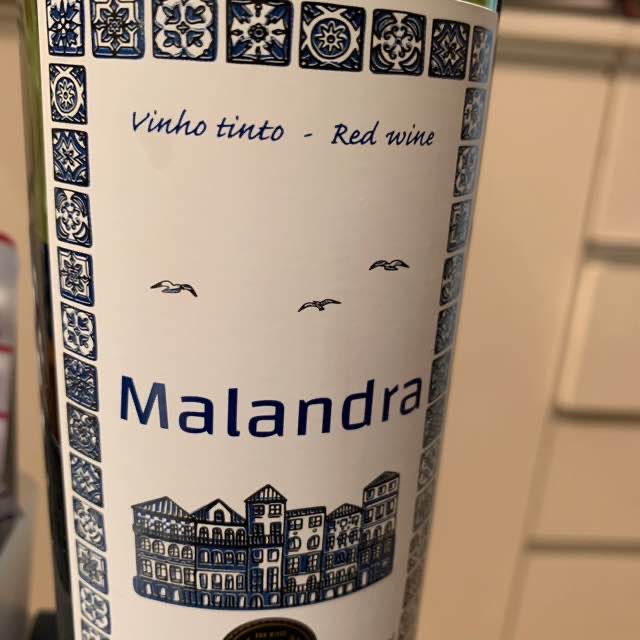 Vinho tinto - Red wine
Malandra